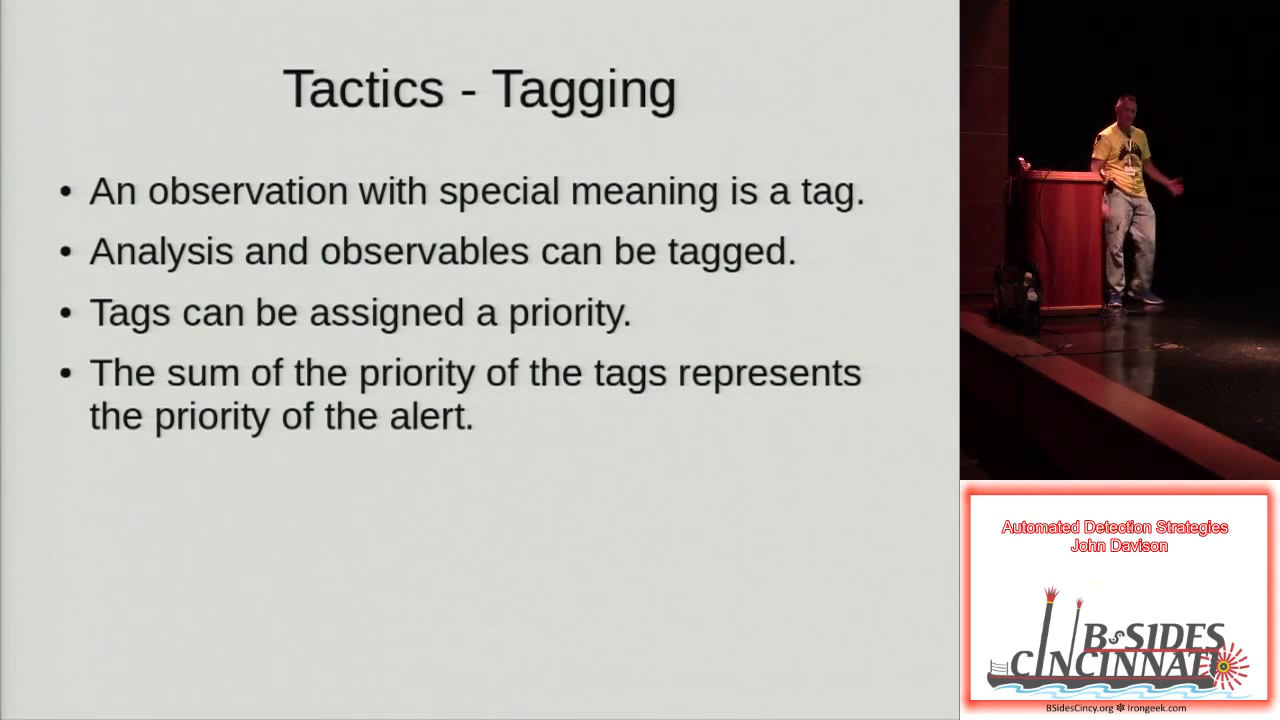 Tactics - Tagging
• An observation with special meaning is a tag.
• Analysis and observables can be tagged.
• Tags can be assigned a priority.
• The sum of the priority of the tags represents
the priority of the alert.
Automated Detection Strategies
John Davison
BSIDES
CINCINNATI
BSidesCincy.org ✽ Irongeek.com